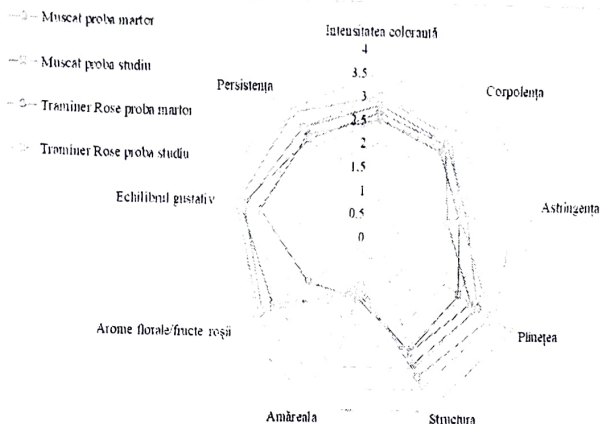 Muscat proba martor
Muscat proba studiu
Traminer Rose proba martor
Traminer Rose proba studiu
Intensitatea colorantă
4
3.5
3
2.5
2
1.5
1
0.5
0
Corpolența
Astringența
Plinețea
Structura
Amăreala
Arome florale/fructe roșii
Echilibrul gustativ
Persistența